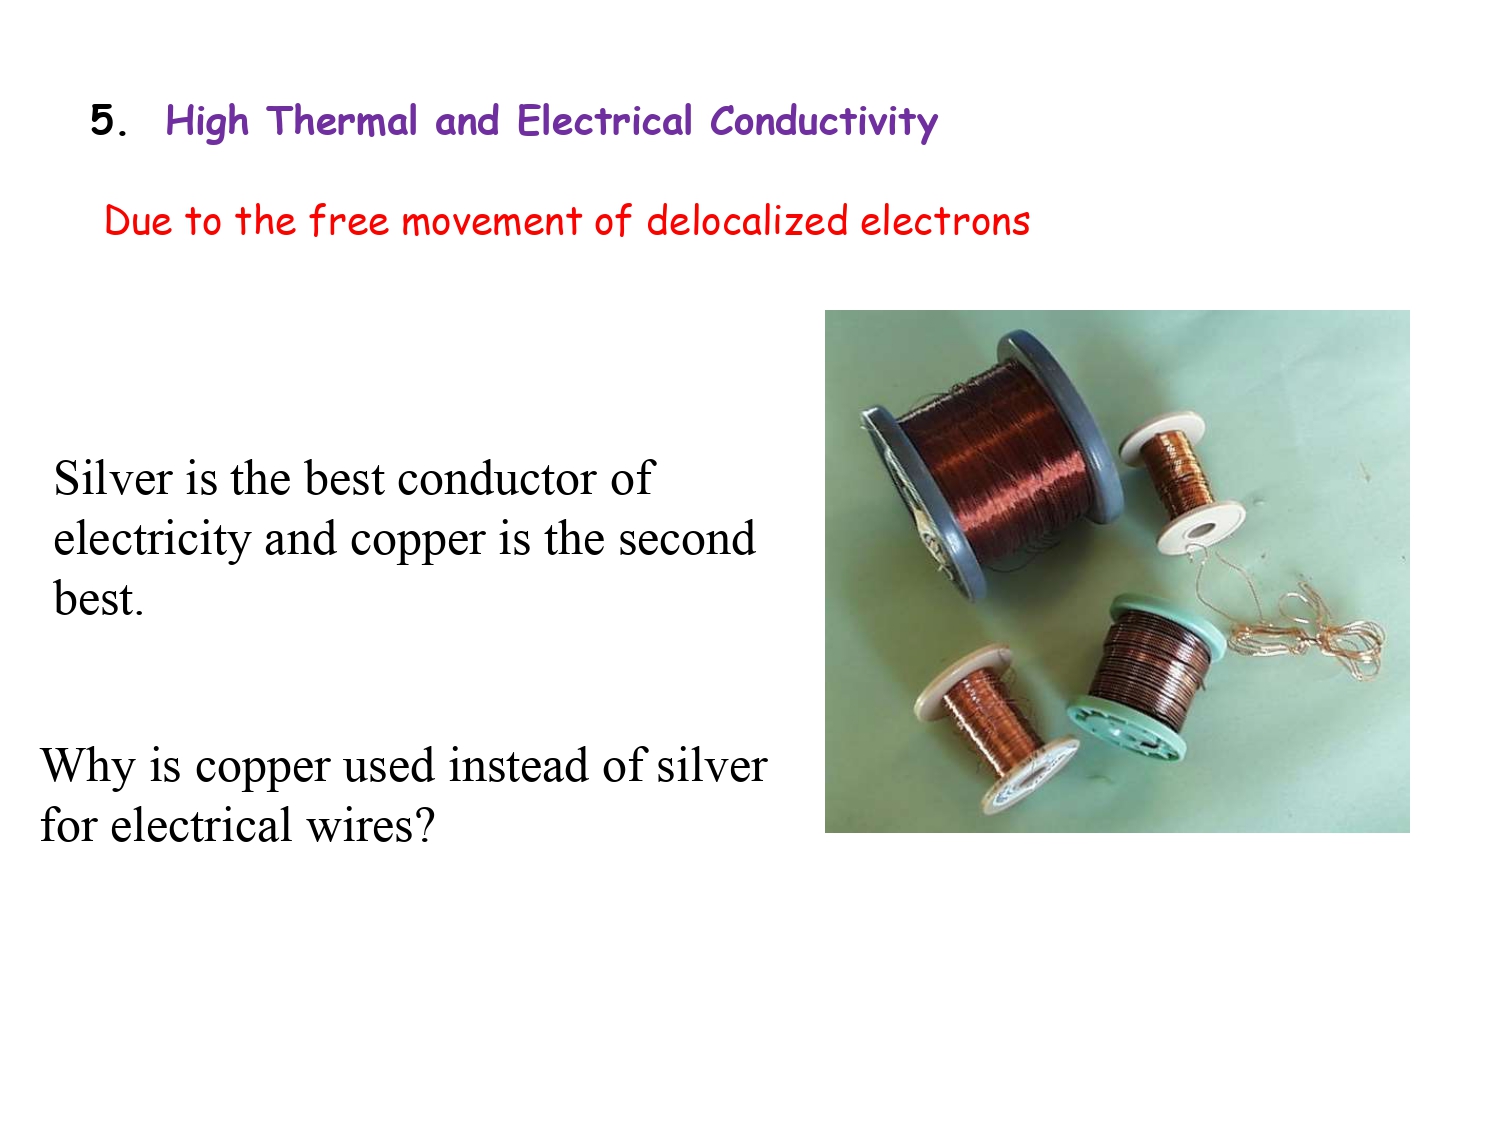 5. High Thermal and Electrical Conductivity
Due to the free movement of delocalized electrons
Silver is the best conductor of
electricity and copper is the second
best.
Why is copper used instead of silver
for electrical wires?